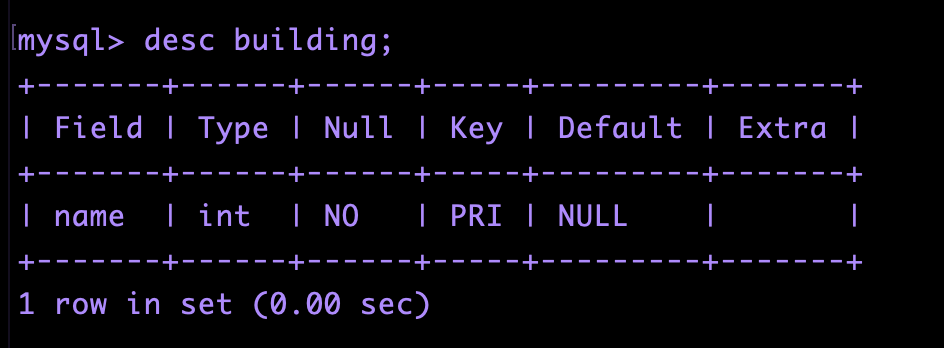 mysql> desc building;
+-------+------+------+-----+---------+-------+
| Field | Type | Null | Key | Default | Extra |
+-------+------+------+-----+---------+-------+
| name  | int  | NO   | PRI | NULL    |       |
+-------+------+------+-----+---------+-------+
1 row in set (0.00 sec)